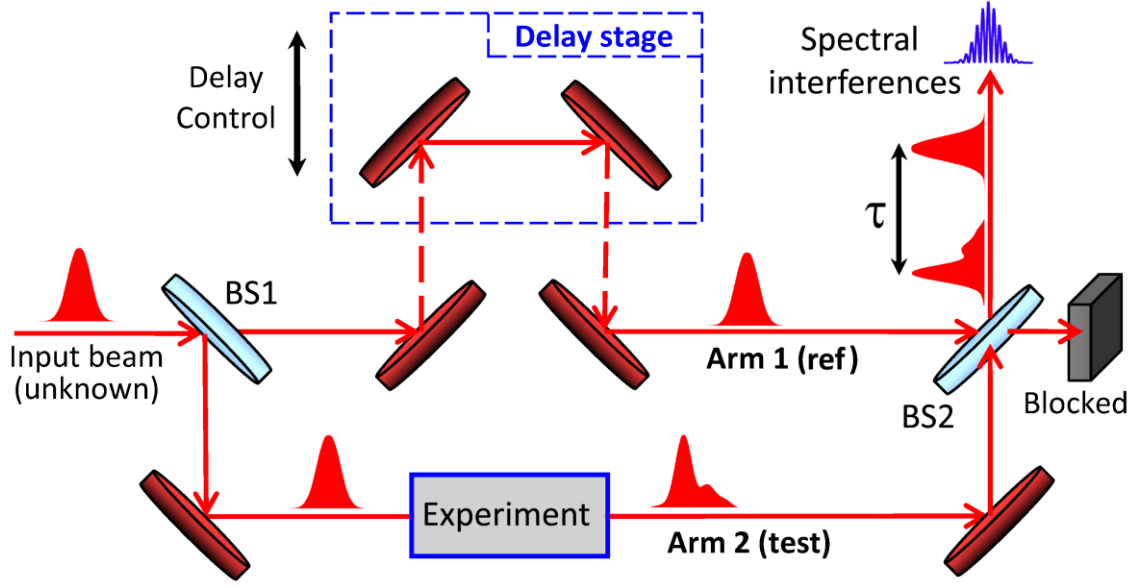 Delay stage
Delay
Control
Spectral
interferences
τ
BS1
Input beam
(unknown)
Arm 1 (ref)
BS2
Blocked
Experiment
Arm 2 (test)